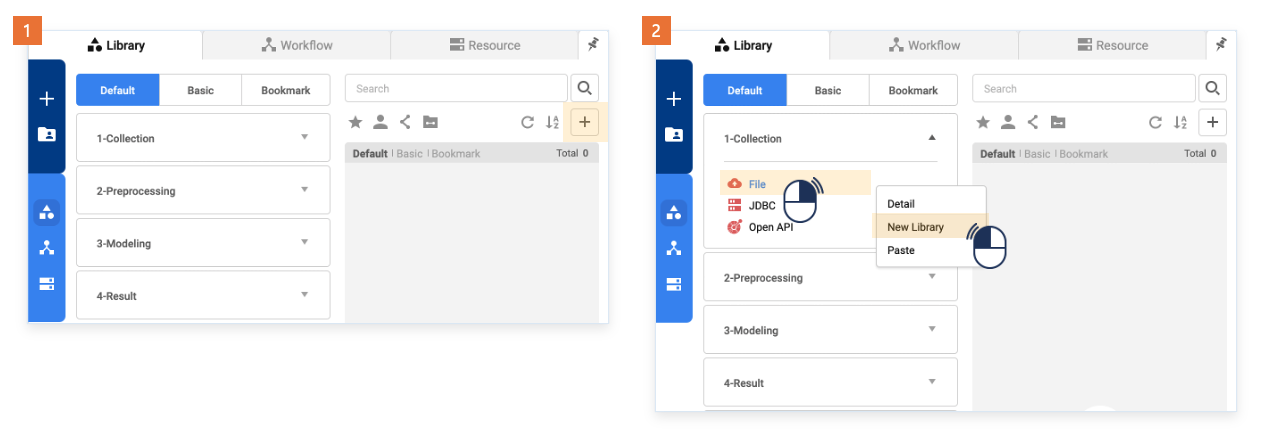 1
Library
Workflow
Resource
Default
Basic
Bookmark
Search
1-Collection
2-Preprocessing
3-Modeling
4-Result
Default | Basic | Bookmark
Total 0
2
Library
Workflow
Resource
Default
Basic
Bookmark
Search
1-Collection
File
JDBC
Open API
Detail
New Library
Paste
2-Preprocessing
3-Modeling
4-Result
Default | Basic | Bookmark
Total 0